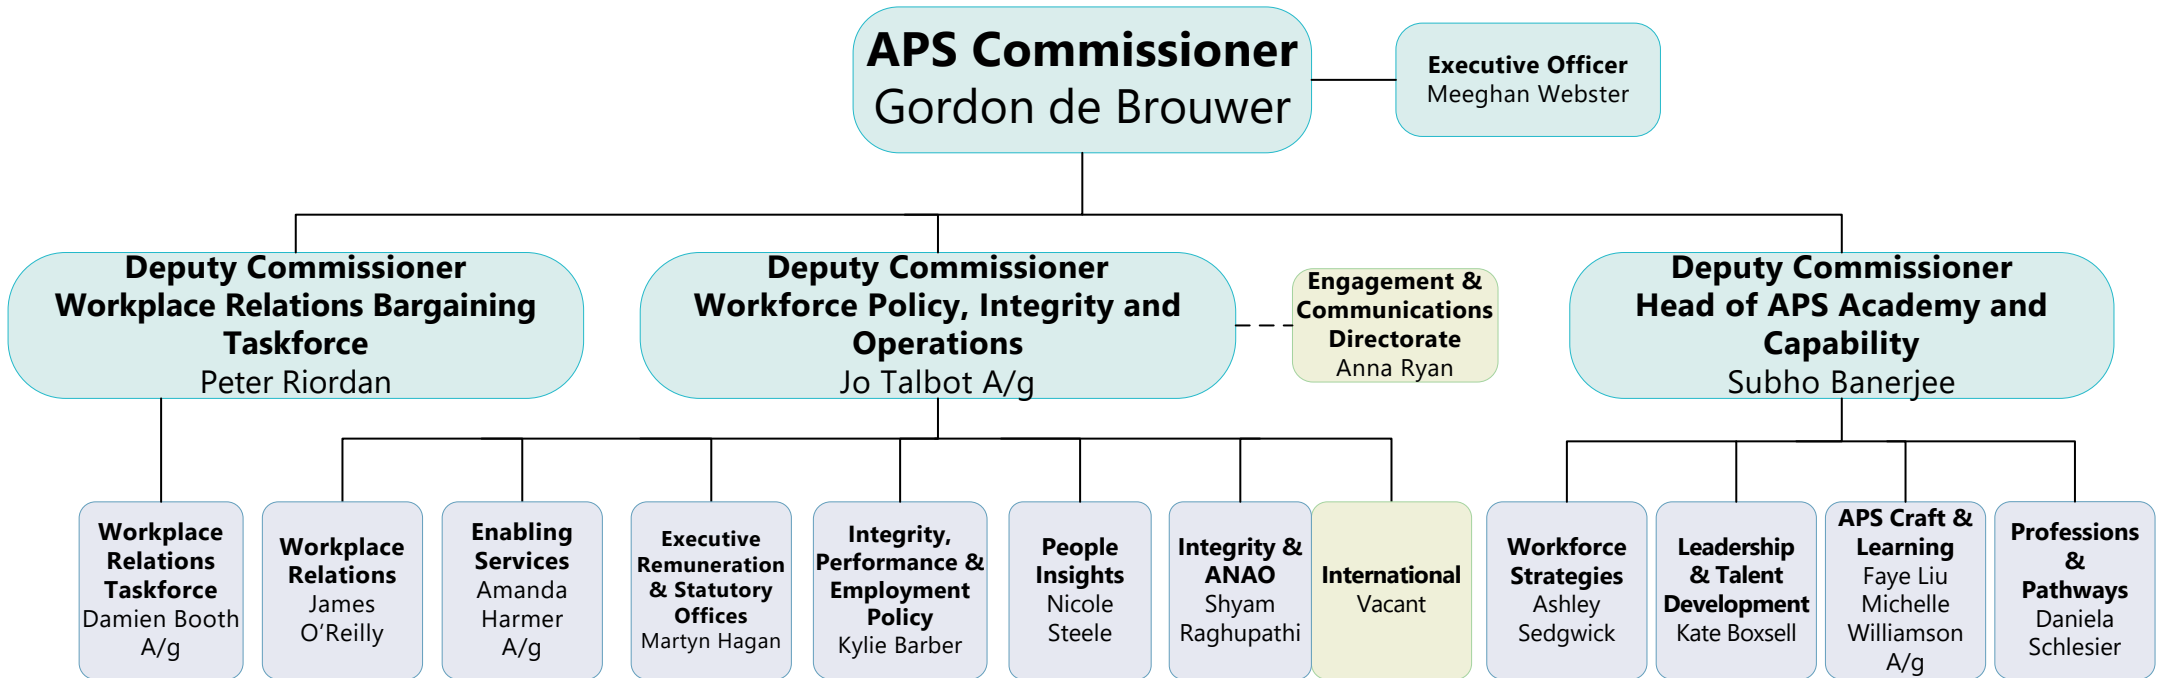 APS Commissioner
Gordon de Brouwer
Executive Officer
Meeghan Webster
Deputy Commissioner
Workplace Relations Bargaining
Taskforce
Peter Riordan
Deputy Commissioner
Workforce Policy, Integrity and
Operations
Jo Talbot A/g
Engagement &
Communications
Directorate
Anna Ryan
Deputy Commissioner
Head of APS Academy and
Capability
Subho Banerjee
Workplace
Relations
Taskforce
Damien Booth
A/g
Workplace
Relations
James
O’Reilly
Enabling
Services
Amanda
Harmer
A/g
Executive
Remuneration
& Statutory
Offices
Martyn Hagan
Integrity,
Performance &
Employment
Policy
Kylie Barber
People
Insights
Nicole
Steele
Integrity &
ANAO
Shyam
Raghupathi
International
Vacant
Workforce
Strategies
Ashley
Sedgwick
Leadership
& Talent
Development
Kate Boxsell
APS Craft &
Learning
Faye Liu
Michelle
Williamson
A/g
Professions
&
Pathways
Daniela
Schlesier